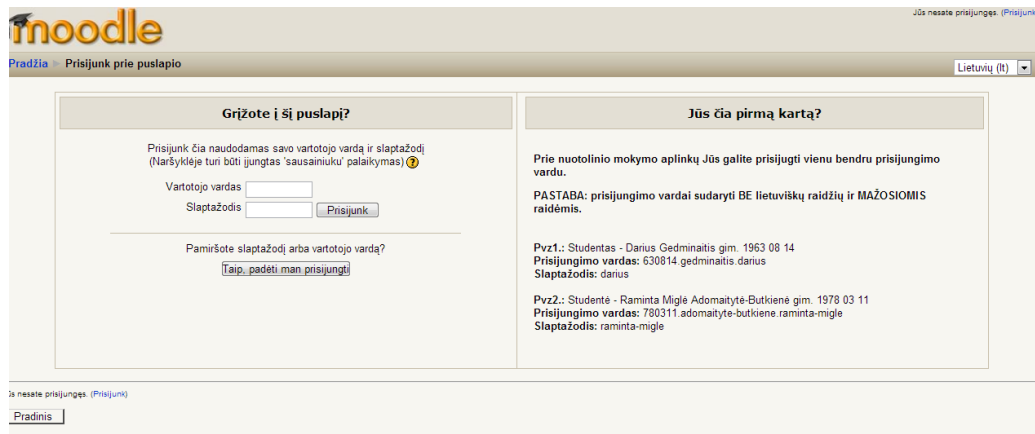 Jūs nesate prisijungęs. (Prisijunk
moodle
Pradžia ► Prisijunk prie puslapio
Lietuvių (lt)
Grįžote į šį puslapį?
Prisijunk čia naudodamas savo vartotojo vardą ir slaptažodį
(Naršyklėje turi būti įjungtas 'sausainiuku' palaikymas) ?
Vartotojo vardas
Slaptažodis
Prisijunk
Pamiršote slaptažodį arba vartotojo vardą?
Taip, padėti man prisijungti
Jūs čia pirmą kartą?
Prie nuotolinio mokymo aplinkų Jūs galite prisijugti vienu bendru prisijungimo
vardu.
PASTABA: prisijungimo vardai sudaryti BE lietuviškų raidžių ir MAŽOSIOMIS
raidėmis.
Pvz1.: Studentas - Darius Gedminaitis gim. 1963 08 14
Prisijungimo vardas: 630814.gedminaitis.darius
Slaptažodis: darius
Pvz2.: Studentė - Raminta Miglė Adomaitytė-Butkienė gim. 1978 03 11
Prisijungimo vardas: 780311.adomaityte-butkiene.raminta-migle
Slaptažodis: raminta-migle
ūs nesate prisijungęs. (Prisijunk)
Pradinis